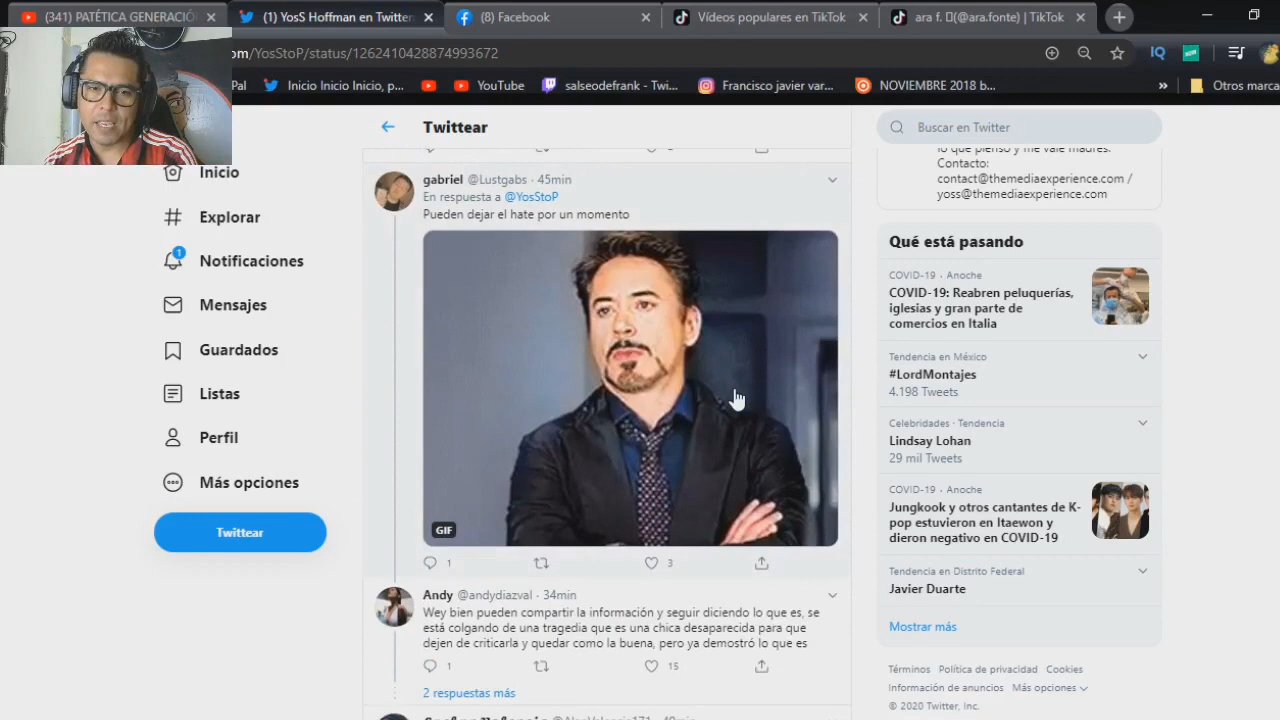 (341) PATÉTICA GENERACIÓ
(1) YosS Hoffman en Twitter
(8) Facebook
Vídeos populares en TikTok
ara f. (@ara.fonte) | TikTok
om/YosStoP/status/1262410428874993672
Pal
Inicio Inicio Inicio, p...
YouTube
salseodefrank - Twi...
Francisco javier var...
NOVIEMBRE 2018 b...
»
Otros marca
Twittear
Buscar en Twitter
lo que pienso y me vale madres.
Contacto:
contact@themediaexperience.com /
yoss@themediaexperience.com
Inicio
Explorar
1
Notificaciones
Mensajes
Guardados
Listas
Perfil
Más opciones
Twittear
gabriel @Lustgabs · 45min
En respuesta a @YosStoP
Pueden dejar el hate por un momento
GIF
1
3
Andy @andydiazval · 34min
Wey bien pueden compartir la información y seguir diciendo lo que es, se
está colgando de una tragedia que es una chica desaparecida para que
dejen de criticarla y quedar como la buena, pero ya demostró lo que es
1
15
2 respuestas más
Qué está pasando
COVID-19 · Anoche
COVID-19: Reabren peluquerías,
iglesias y gran parte de
comercios en Italia
Tendencia en México
#LordMontajes
4.198 Tweets
Celebridades · Tendencia
Lindsay Lohan
29 mil Tweets
COVID-19 · Anoche
Jungkook y otros cantantes de K-
pop estuvieron en Itaewon y
dieron negativo en COVID-19
Tendencia en Distrito Federal
Javier Duarte
Mostrar más
Términos Política de privacidad Cookies
Información de anuncios Más opciones
© 2020 Twitter, Inc.